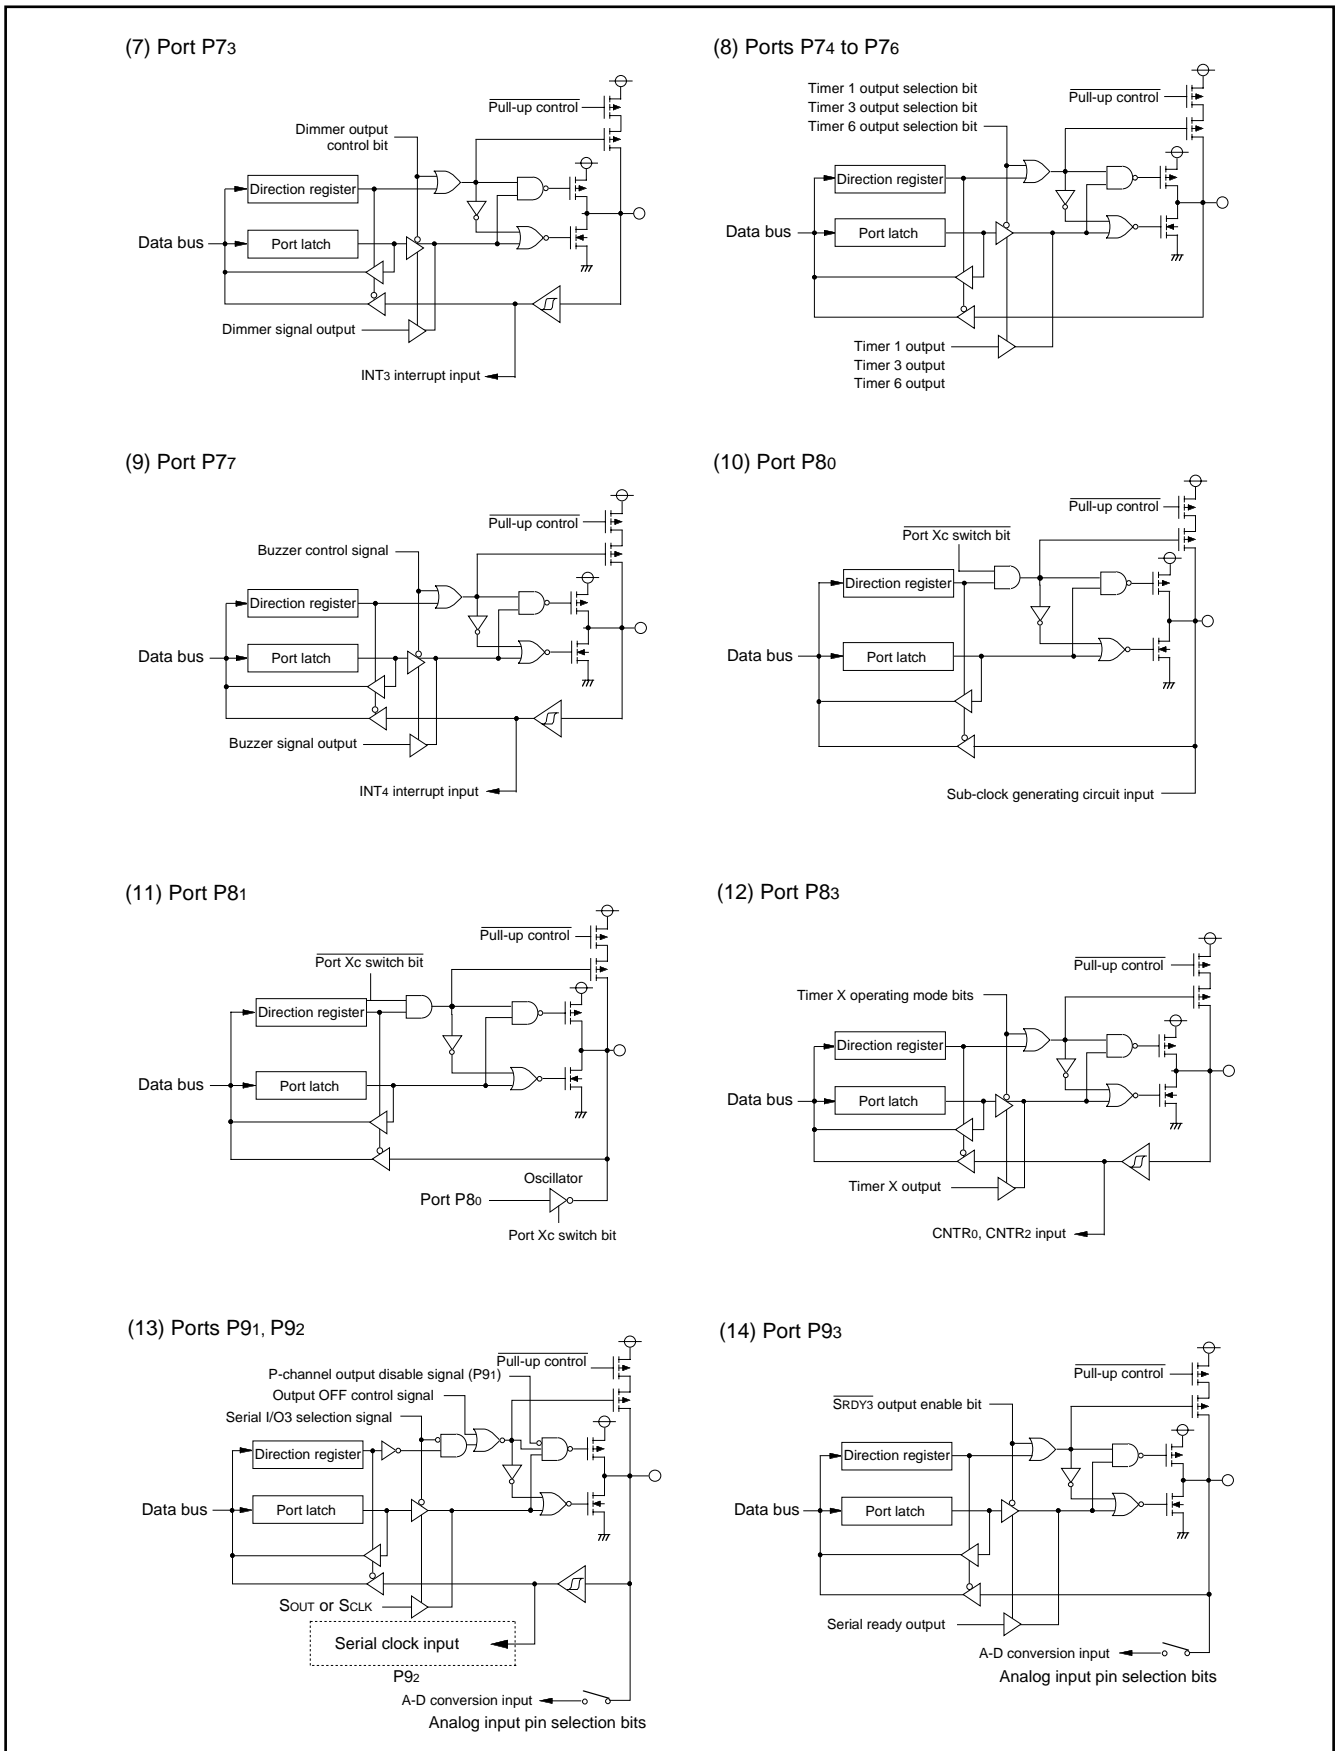 (7) Port P73
Pull-up control
Dimmer output
control bit
Direction register
Data bus
Port latch
Dimmer signal output
INT3 interrupt input
(8) Ports P74 to P76
Timer 1 output selection bit
Timer 3 output selection bit
Timer 6 output selection bit
Pull-up control
Direction register
Data bus
Port latch
Timer 1 output
Timer 3 output
Timer 6 output
(9) Port P77
Pull-up control
Buzzer control signal
Direction register
Data bus
Port latch
Buzzer signal output
INT4 interrupt input
(10) Port P80
Pull-up control
Port Xc switch bit
Direction register
Data bus
Port latch
Sub-clock generating circuit input
(11) Port P81
Pull-up control
Port Xc switch bit
Direction register
Data bus
Port latch
Oscillator
Port P80
Port Xc switch bit
(12) Port P83
Pull-up control
Timer X operating mode bits
Direction register
Data bus
Port latch
Timer X output
CNTR0, CNTR2 input
(13) Ports P91, P92
Pull-up control
P-channel output disable signal (P91)
Output OFF control signal
Serial I/O3 selection signal
Direction register
Data bus
Port latch
SOUT or SCLK
Serial clock input
P92
A-D conversion input
Analog input pin selection bits
(14) Port P93
Pull-up control
SRDY3 output enable bit
Direction register
Data bus
Port latch
Serial ready output
A-D conversion input
Analog input pin selection bits